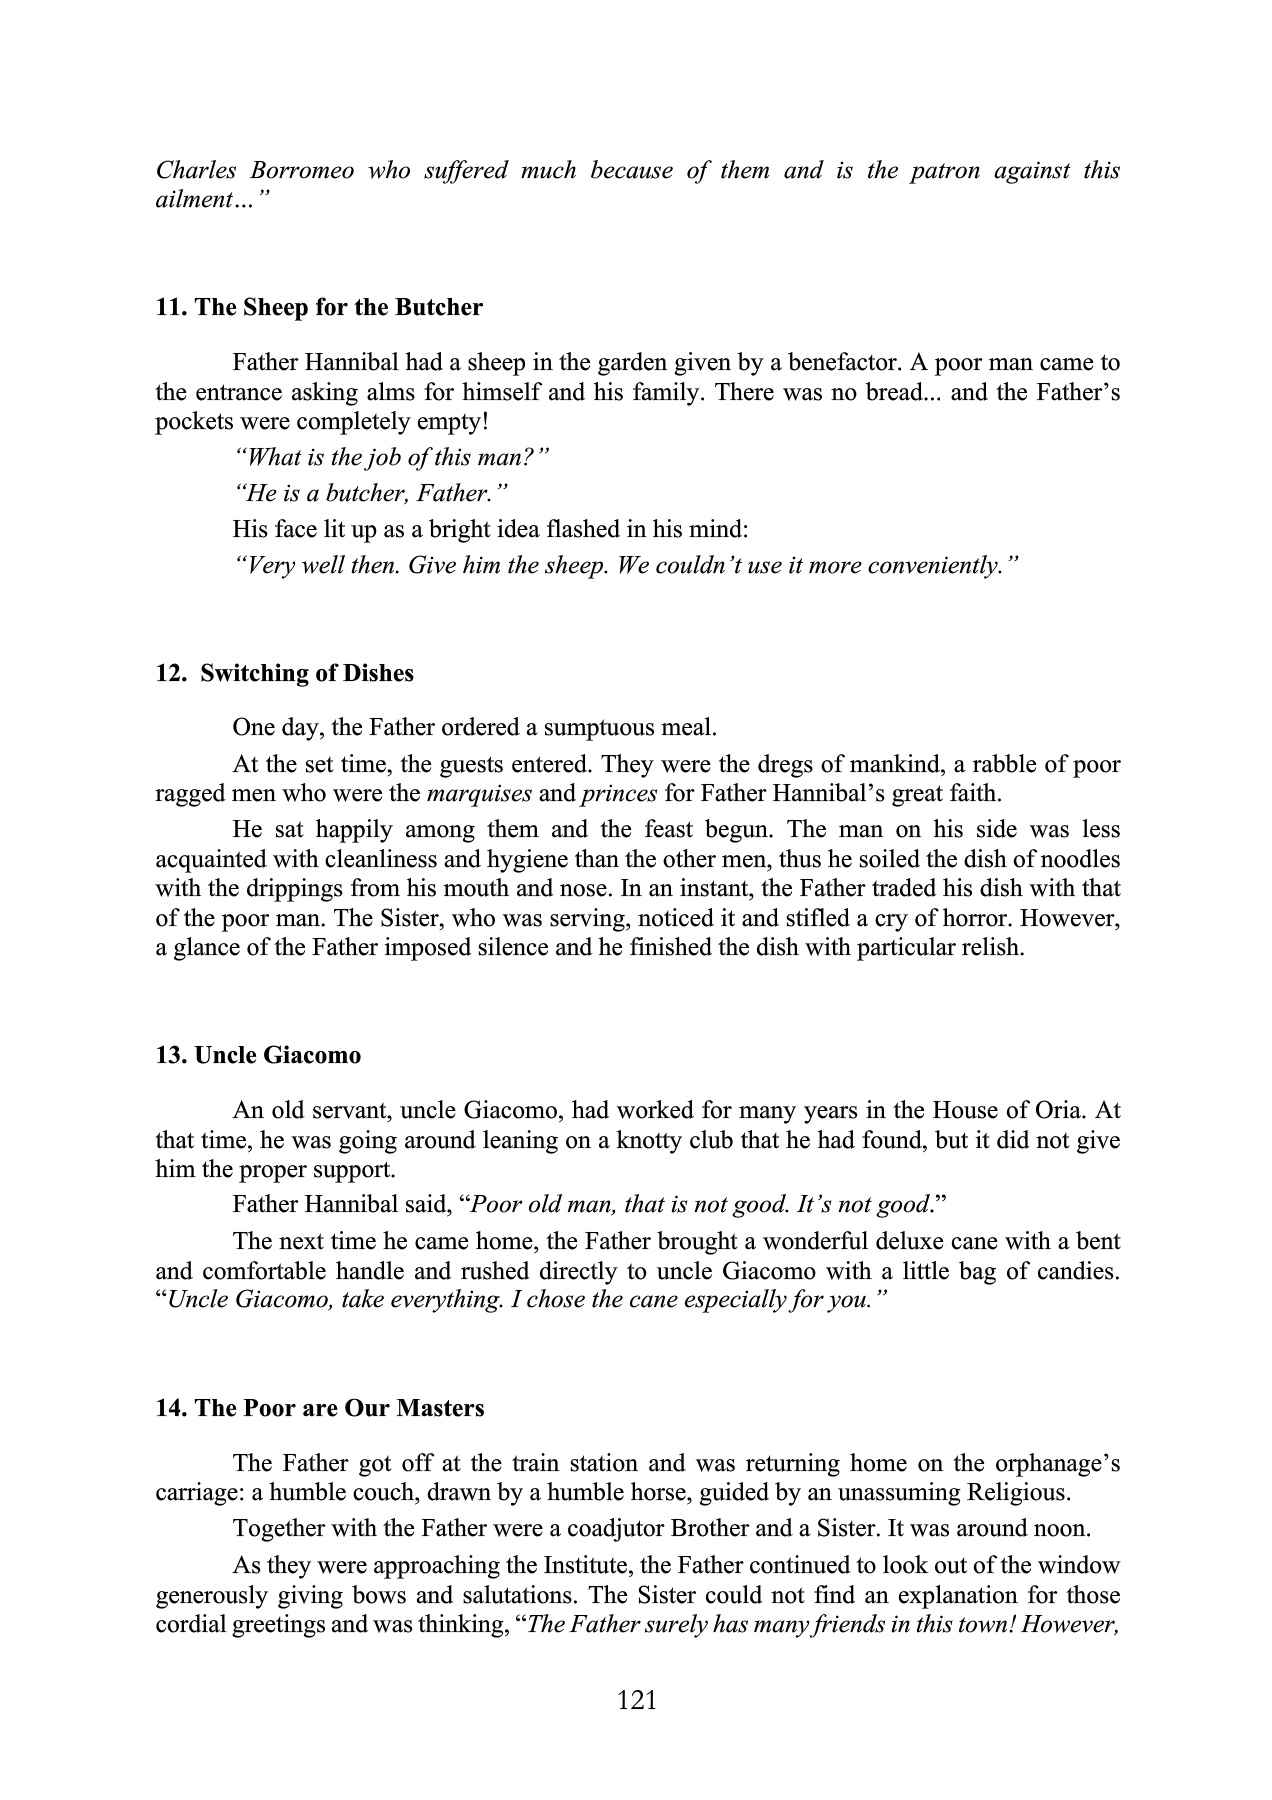 Charles Borromeo who suffered much because of them and is the patron against this
ailment…”
11. The Sheep for the Butcher
Father Hannibal had a sheep in the garden given by a benefactor. A poor man came to
the entrance asking alms for himself and his family. There was no bread... and the Father’s
pockets were completely empty!
“What is the job of this man?”
“He is a butcher, Father.”
His face lit up as a bright idea flashed in his mind:
“Very well then. Give him the sheep. We couldn’t use it more conveniently.”
12. Switching of Dishes
One day, the Father ordered a sumptuous meal.
At the set time, the guests entered. They were the dregs of mankind, a rabble of poor
ragged men who were the marquises and princes for Father Hannibal’s great faith.
He sat happily among them and the feast begun. The man on his side was less
acquainted with cleanliness and hygiene than the other men, thus he soiled the dish of noodles
with the drippings from his mouth and nose. In an instant, the Father traded his dish with that
of the poor man. The Sister, who was serving, noticed it and stifled a cry of horror. However,
a glance of the Father imposed silence and he finished the dish with particular relish.
13. Uncle Giacomo
An old servant, uncle Giacomo, had worked for many years in the House of Oria. At
that time, he was going around leaning on a knotty club that he had found, but it did not give
him the proper support.
Father Hannibal said, “Poor old man, that is not good. It’s not good.”
The next time he came home, the Father brought a wonderful deluxe cane with a bent
and comfortable handle and rushed directly to uncle Giacomo with a little bag of candies.
“Uncle Giacomo, take everything. I chose the cane especially for you.”
14. The Poor are Our Masters
The Father got off at the train station and was returning home on the orphanage’s
carriage: a humble couch, drawn by a humble horse, guided by an unassuming Religious.
Together with the Father were a coadjutor Brother and a Sister. It was around noon.
As they were approaching the Institute, the Father continued to look out of the window
generously giving bows and salutations. The Sister could not find an explanation for those
cordial greetings and was thinking, “The Father surely has many friends in this town! However,
121